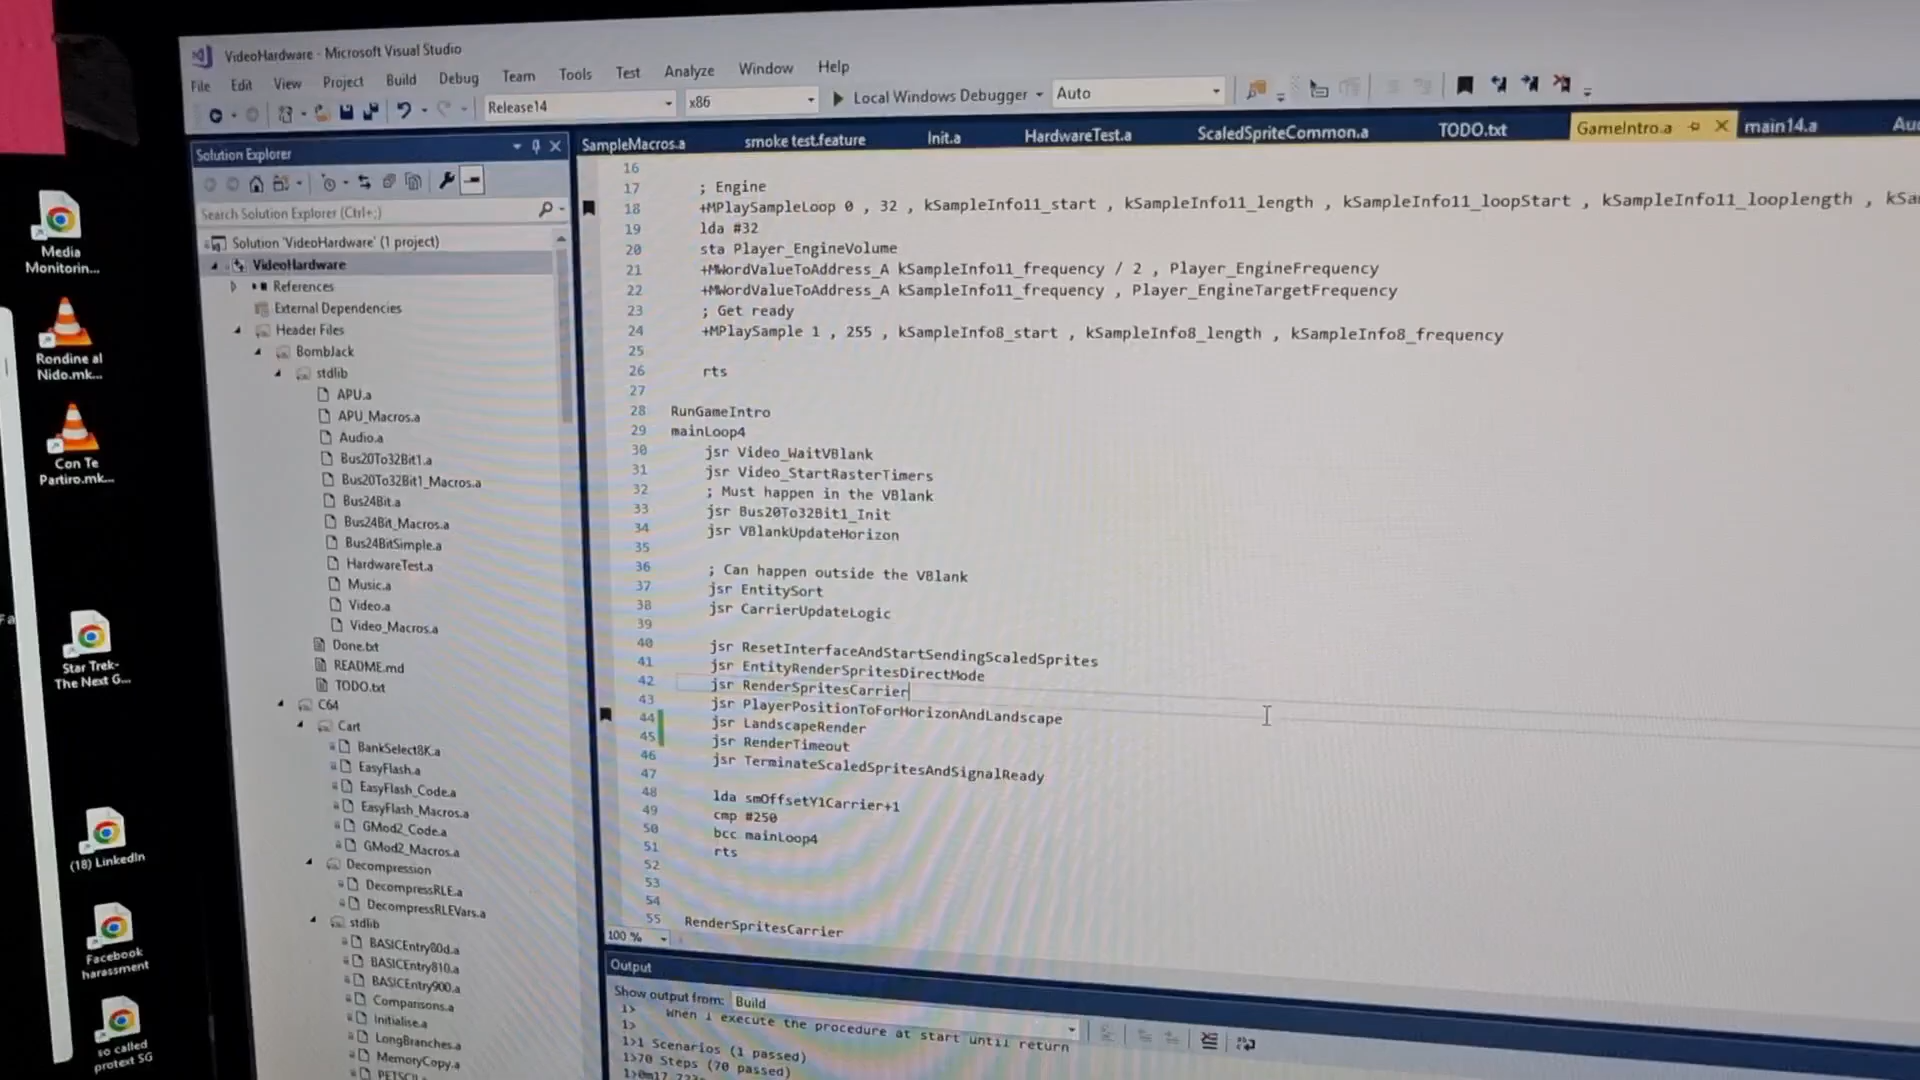 VideoHardware - Microsoft Visual Studio
File Edit View Project Build Debug Team Tools Test Analyze Window Help
Release14 x86 Local Windows Debugger Auto
Solution Explorer
Search Solution Explorer (Ctrl+;)
Solution 'VideoHardware' (1 project)
VideoHardware
References
External Dependencies
Header Files
BombJack
stdlib
APU.a
APU_Macros.a
Audio.a
Bus20To32Bit1.a
Bus20To32Bit1_Macros.a
Bus24Bit.a
Bus24Bit_Macros.a
Bus24BitSimple.a
HardwareTest.a
Music.a
Video.a
Video_Macros.a
Done.txt
README.md
TODO.txt
C64
Cart
BankSelect8K.a
EasyFlash.a
EasyFlash_Code.a
EasyFlash_Macros.a
GMod2_Code.a
GMod2_Macros.a
Decompression
DecompressRLE.a
DecompressRLEVars.a
stdlib
BASICEntry80d.a
BASICEntry810.a
BASICEntry900.a
Comparisons.a
Initialise.a
LongBranches.a
MemoryCopy.a
SampleMacros.a smoke test.feature Init.a HardwareTest.a ScaledSpriteCommon.a TODO.txt GameIntro.a main14.a
16
17 ; Engine
18 +MPlaySampleLoop 0 , 32 , kSampleInfo11_start , kSampleInfo11_length , kSampleInfo11_loopStart , kSampleInfo11_looplength ,
19 lda #32
20 sta Player_EngineVolume
21 +MWordValueToAddress_A kSampleInfo11_frequency / 2 , Player_EngineFrequency
22 +MWordValueToAddress_A kSampleInfo11_frequency , Player_EngineTargetFrequency
23 ; Get ready
24 +MPlaySample 1 , 255 , kSampleInfo8_start , kSampleInfo8_length , kSampleInfo8_frequency
25
26 rts
27
28 RunGameIntro
29 mainLoop4
30 jsr Video_WaitVBlank
31 jsr Video_StartRasterTimers
32 ; Must happen in the VBlank
33 jsr Bus20To32Bit1_Init
34 jsr VBlankUpdateHorizon
35
36 ; Can happen outside the VBlank
37 jsr EntitySort
38 jsr CarrierUpdateLogic
39
40 jsr ResetInterfaceAndStartSendingScaledSprites
41 jsr EntityRenderSpritesDirectMode
42 jsr RenderSpritesCarrier
43 jsr PlayerPositionToForHorizonAndLandscape
44 jsr LandscapeRender
45 jsr RenderTimeout
46 jsr TerminateScaledSpritesAndSignalReady
47
48 lda smOffsetY1Carrier+1
49 cmp #250
50 bcc mainLoop4
51 rts
52
53
54
55 RenderSpritesCarrier
100 %
Output
Show output from: Build
1> When I execute the procedure at start until return
1>
1>1 Scenarios (1 passed)
1>70 Steps (70 passed)
Media Monitorin...
Rondine al Nido.mk...
Con Te Partiro.mk...
Star Trek- The Next G...
(18) LinkedIn
Facebook harassment
so called protext SG